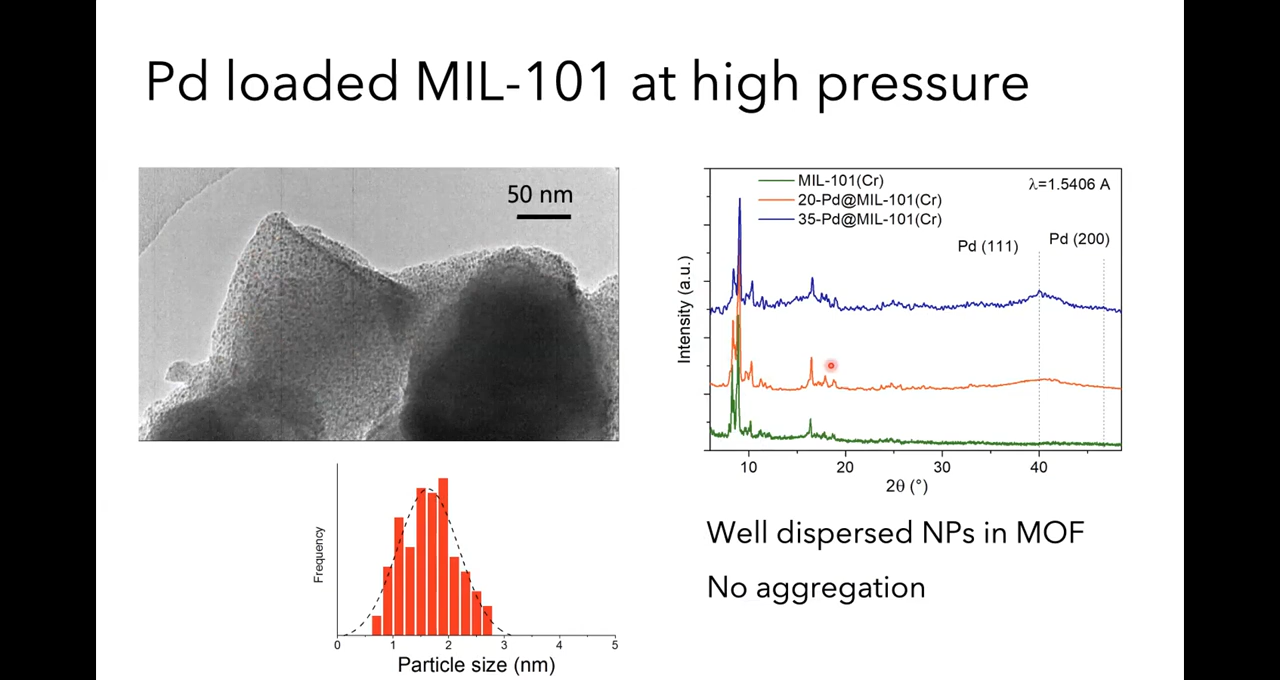 Pd loaded MIL-101 at high pressure
50 nm
MIL-101(Cr)
20-Pd@MIL-101(Cr)
35-Pd@MIL-101(Cr)
λ=1.5406 A
Pd (111)
Pd (200)
Intensity (a.u.)
10 20 30 40
2θ (°)
Frequency
0 1 2 3 4 5
Particle size (nm)
Well dispersed NPs in MOF
No aggregation